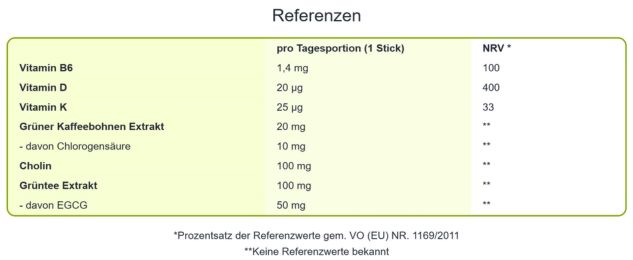 Referenzen
pro Tagesportion (1 Stick) NRV *
Vitamin B6 1,4 mg 100
Vitamin D 20 µg 400
Vitamin K 25 µg 33
Grüner Kaffeebohnen Extrakt 20 mg **
- davon Chlorogensäure 10 mg **
Cholin 100 mg **
Grüntee Extrakt 100 mg **
- davon EGCG 50 mg **
*Prozentsatz der Referenzwerte gem. VO (EU) NR. 1169/2011
**Keine Referenzwerte bekannt